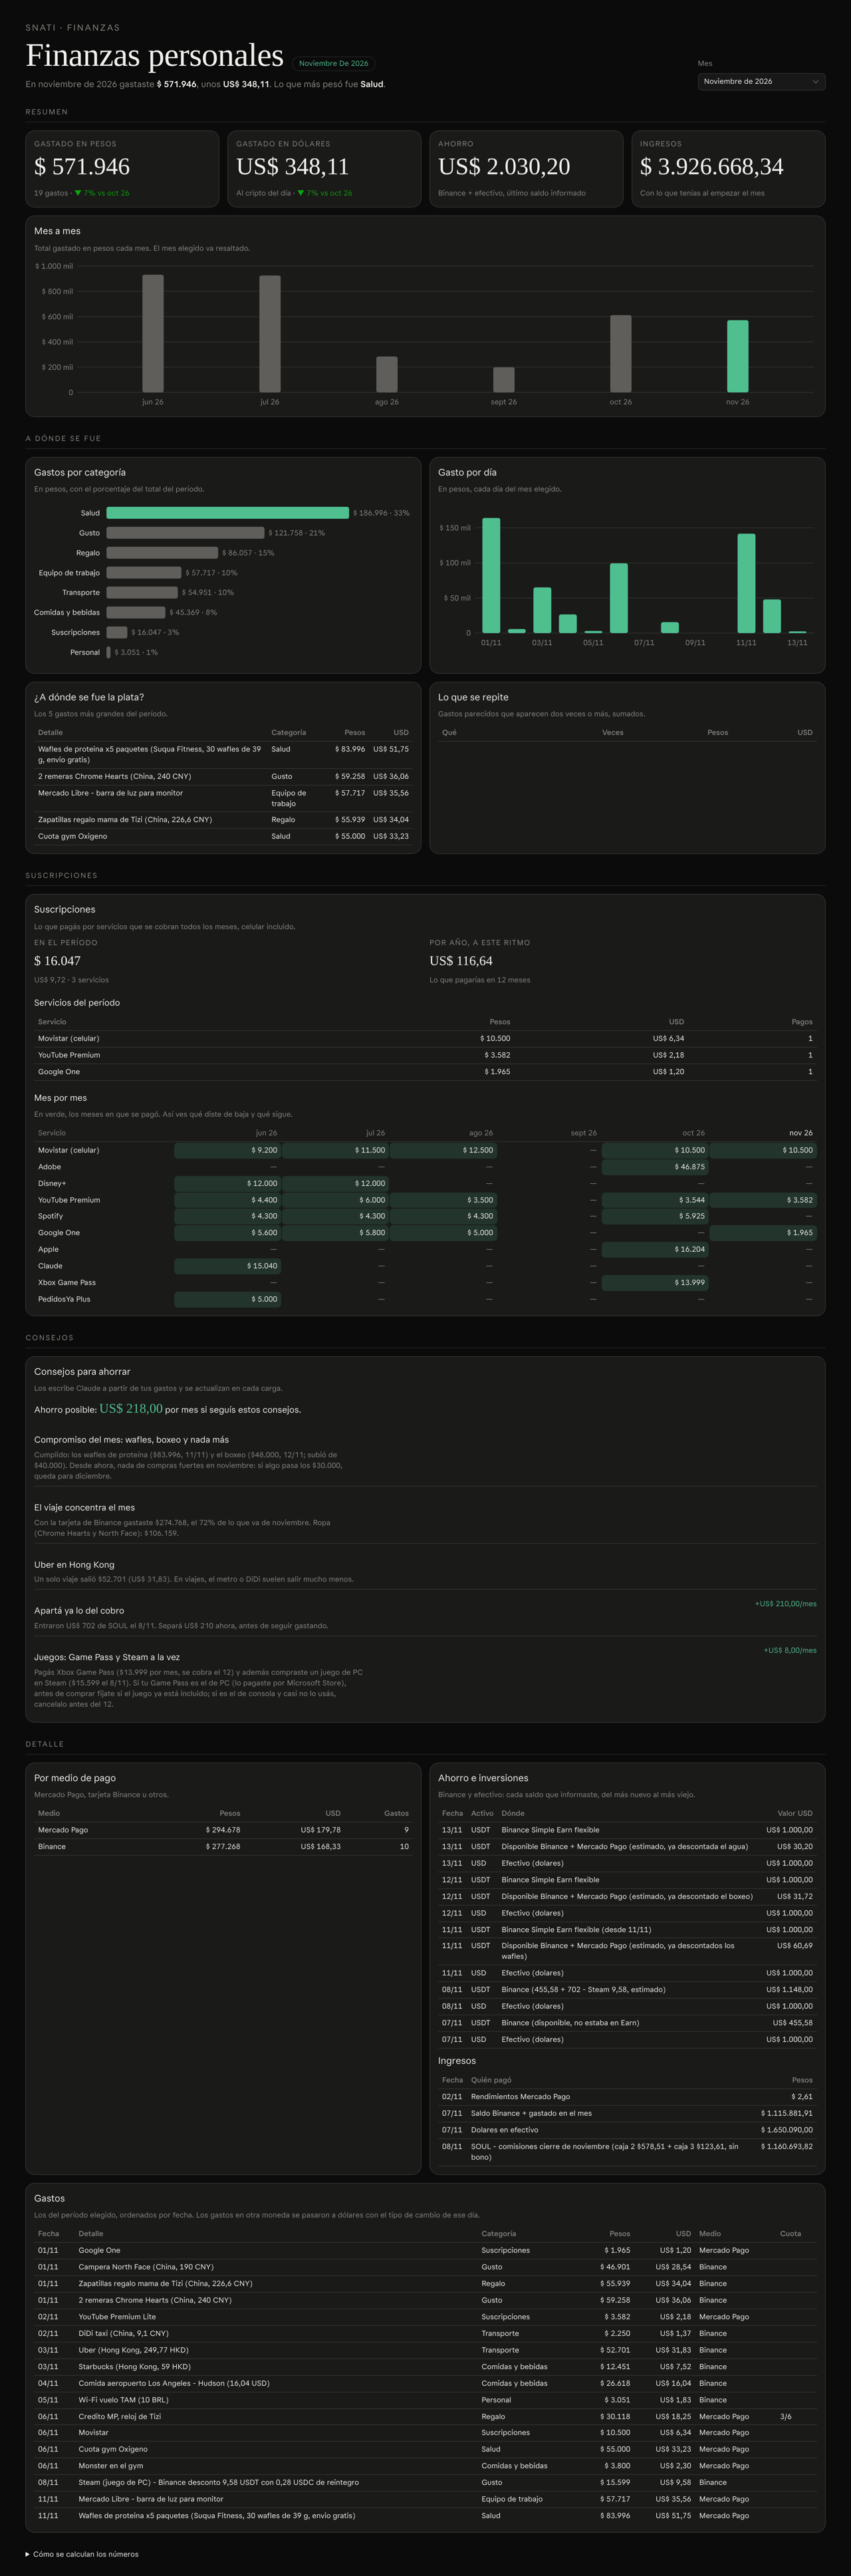 SNATI · FINANZAS
Finanzas personales
Noviembre De 2026
En noviembre de 2026 gastaste $ 571.946, unos US$ 348,11. Lo que más pesó fue Salud.
Mes
Noviembre de 2026
RESUMEN
GASTADO EN PESOS
$ 571.946
19 gastos · ▼ 7% vs oct 26
GASTADO EN DÓLARES
US$ 348,11
Al cripto del día · ▼ 7% vs oct 26
AHORRO
US$ 2.030,20
Binance + efectivo, último saldo informado
INGRESOS
$ 3.926.668,34
Con lo que tenías al empezar el mes
Mes a mes
Total gastado en pesos cada mes. El mes elegido va resaltado.
$ 1.000 mil
$ 800 mil
$ 600 mil
$ 400 mil
$ 200 mil
0
jun 26 jul 26 ago 26 sept 26 oct 26 nov 26
A DÓNDE SE FUE
Gastos por categoría
En pesos, con el porcentaje del total del período.
Salud $ 186.996 · 33%
Gusto $ 121.758 · 21%
Regalo $ 86.057 · 15%
Equipo de trabajo $ 57.717 · 10%
Transporte $ 54.951 · 10%
Comidas y bebidas $ 45.369 · 8%
Suscripciones $ 16.047 · 3%
Personal $ 3.051 · 1%
Gasto por día
En pesos, cada día del mes elegido.
$ 150 mil
$ 100 mil
$ 50 mil
0
01/11 03/11 05/11 07/11 09/11 11/11 13/11
¿A dónde se fue la plata?
Los 5 gastos más grandes del período.
Detalle Categoría Pesos USD
Wafles de proteina x5 paquetes (Suqua Fitness, 30 wafles de 39 Salud $ 83.996 US$ 51,75
g, envio gratis)
2 remeras Chrome Hearts (China, 240 CNY) Gusto $ 59.258 US$ 36,06
Mercado Libre - barra de luz para monitor Equipo de $ 57.717 US$ 35,56
trabajo
Zapatillas regalo mama de Tizi (China, 226,6 CNY) Regalo $ 55.939 US$ 34,04
Cuota gym Oxigeno Salud $ 55.000 US$ 33,23
Lo que se repite
Gastos parecidos que aparecen dos veces o más, sumados.
Qué Veces Pesos USD
SUSCRIPCIONES
Suscripciones
Lo que pagás por servicios que se cobran todos los meses, celular incluido.
EN EL PERÍODO
$ 16.047
US$ 9,72 · 3 servicios
POR AÑO, A ESTE RITMO
US$ 116,64
Lo que pagarías en 12 meses
Servicios del período
Servicio Pesos USD Pagos
Movistar (celular) $ 10.500 US$ 6,34 1
YouTube Premium $ 3.582 US$ 2,18 1
Google One $ 1.965 US$ 1,20 1
Mes por mes
En verde, los meses en que se pagó. Así ves qué diste de baja y qué sigue.
Servicio jun 26 jul 26 ago 26 sept 26 oct 26 nov 26
Movistar (celular) $ 9.200 $ 11.500 $ 12.500 — $ 10.500 $ 10.500
Adobe — — — — $ 46.875 —
Disney+ $ 12.000 $ 12.000 — — — —
YouTube Premium $ 4.400 $ 6.000 $ 3.500 — $ 3.544 $ 3.582
Spotify $ 4.300 $ 4.300 $ 4.300 — $ 5.925 —
Google One $ 5.600 $ 5.800 $ 5.000 — — $ 1.965
Apple — — — — $ 16.204 —
Claude $ 15.040 — — — — —
Xbox Game Pass — — — — $ 13.999 —
PedidosYa Plus $ 5.000 — — — — —
CONSEJOS
Consejos para ahorrar
Los escribe Claude a partir de tus gastos y se actualizan en cada carga.
Ahorro posible: US$ 218,00 por mes si seguís estos consejos.
Compromiso del mes: wafles, boxeo y nada más
Cumplido: los wafles de proteína ($83.996, 11/11) y el boxeo ($48.000, 12/11; subió de
$40.000). Desde ahora, nada de compras fuertes en noviembre: si algo pasa los $30.000,
queda para diciembre.
El viaje concentra el mes
Con la tarjeta de Binance gastaste $274.768, el 72% de lo que va de noviembre. Ropa
(Chrome Hearts y North Face): $106.159.
Uber en Hong Kong
Un solo viaje salió $52.701 (US$ 31,83). En viajes, el metro o DiDi suelen salir mucho menos.
Apartá ya lo del cobro
+US$ 210,00/mes
Entraron US$ 702 de SOUL el 8/11. Separá US$ 210 ahora, antes de seguir gastando.
Juegos: Game Pass y Steam a la vez
+US$ 8,00/mes
Pagás Xbox Game Pass ($13.999 por mes, se cobra el 12) y además compraste un juego de PC
en Steam ($15.599 el 8/11). Si tu Game Pass es el de PC (lo pagaste por Microsoft Store),
antes de comprar fijate si el juego ya está incluido; si es el de consola y casi no lo usás,
cancelalo antes del 12.
DETALLE
Por medio de pago
Mercado Pago, tarjeta Binance u otros.
Medio Pesos USD Gastos
Mercado Pago $ 294.678 US$ 179,78 9
Binance $ 277.268 US$ 168,33 10
Ahorro e inversiones
Binance y efectivo: cada saldo que informaste, del más nuevo al más viejo.
Fecha Activo Dónde Valor USD
13/11 USDT Binance Simple Earn flexible US$ 1.000,00
13/11 USDT Disponible Binance + Mercado Pago (estimado, ya descontada el agua) US$ 30,20
13/11 USD Efectivo (dolares) US$ 1.000,00
12/11 USDT Binance Simple Earn flexible US$ 1.000,00
12/11 USDT Disponible Binance + Mercado Pago (estimado, ya descontado el boxeo) US$ 31,72
12/11 USD Efectivo (dolares) US$ 1.000,00
11/11 USDT Binance Simple Earn flexible (desde 11/11) US$ 1.000,00
11/11 USDT Disponible Binance + Mercado Pago (estimado, ya descontados los US$ 60,69
wafles)
11/11 USD Efectivo (dolares) US$ 1.000,00
08/11 USDT Binance (455,58 + 702 - Steam 9,58, estimado) US$ 1.148,00
08/11 USD Efectivo (dolares) US$ 1.000,00
07/11 USDT Binance (disponible, no estaba en Earn) US$ 455,58
07/11 USD Efectivo (dolares) US$ 1.000,00
Ingresos
Fecha Quién pagó Pesos
02/11 Rendimientos Mercado Pago $ 2,61
07/11 Saldo Binance + gastado en el mes $ 1.115.881,91
07/11 Dolares en efectivo $ 1.650.090,00
08/11 SOUL - comisiones cierre de noviembre (caja 2 $578,51 + caja 3 $123,61, sin $ 1.160.693,82
bono)
Gastos
Los del período elegido, ordenados por fecha. Los gastos en otra moneda se pasaron a dólares con el tipo de cambio de ese día.
Fecha Detalle Categoría Pesos USD Medio Cuota
01/11 Google One Suscripciones $ 1.965 US$ 1,20 Mercado Pago
01/11 Campera North Face (China, 190 CNY) Gusto $ 46.901 US$ 28,54 Binance
01/11 Zapatillas regalo mama de Tizi (China, 226,6 CNY) Regalo $ 55.939 US$ 34,04 Binance
01/11 2 remeras Chrome Hearts (China, 240 CNY) Gusto $ 59.258 US$ 36,06 Binance
02/11 YouTube Premium Lite Suscripciones $ 3.582 US$ 2,18 Mercado Pago
02/11 DiDi taxi (China, 9,1 CNY) Transporte $ 2.250 US$ 1,37 Binance
03/11 Uber (Hong Kong, 249,77 HKD) Transporte $ 52.701 US$ 31,83 Binance
03/11 Starbucks (Hong Kong, 59 HKD) Comidas y bebidas $ 12.451 US$ 7,52 Binance
04/11 Comida aeropuerto Los Angeles - Hudson (16,04 USD) Comidas y bebidas $ 26.618 US$ 16,04 Binance
05/11 Wi-Fi vuelo TAM (10 BRL) Personal $ 3.051 US$ 1,83 Binance
06/11 Credito MP, reloj de Tizi Regalo $ 30.118 US$ 18,25 Mercado Pago 3/6
06/11 Movistar Suscripciones $ 10.500 US$ 6,34 Mercado Pago
06/11 Cuota gym Oxigeno Salud $ 55.000 US$ 33,23 Mercado Pago
06/11 Monster en el gym Comidas y bebidas $ 3.800 US$ 2,30 Mercado Pago
08/11 Steam (juego de PC) - Binance desconto 9,58 USDT con 0,28 USDC de reintegro Gusto $ 15.599 US$ 9,58 Binance
11/11 Mercado Libre - barra de luz para monitor Equipo de trabajo $ 57.717 US$ 35,56 Mercado Pago
11/11 Wafles de proteina x5 paquetes (Suqua Fitness, 30 wafles de 39 g, envio gratis) Salud $ 83.996 US$ 51,75 Mercado Pago
▶ Cómo se calculan los números